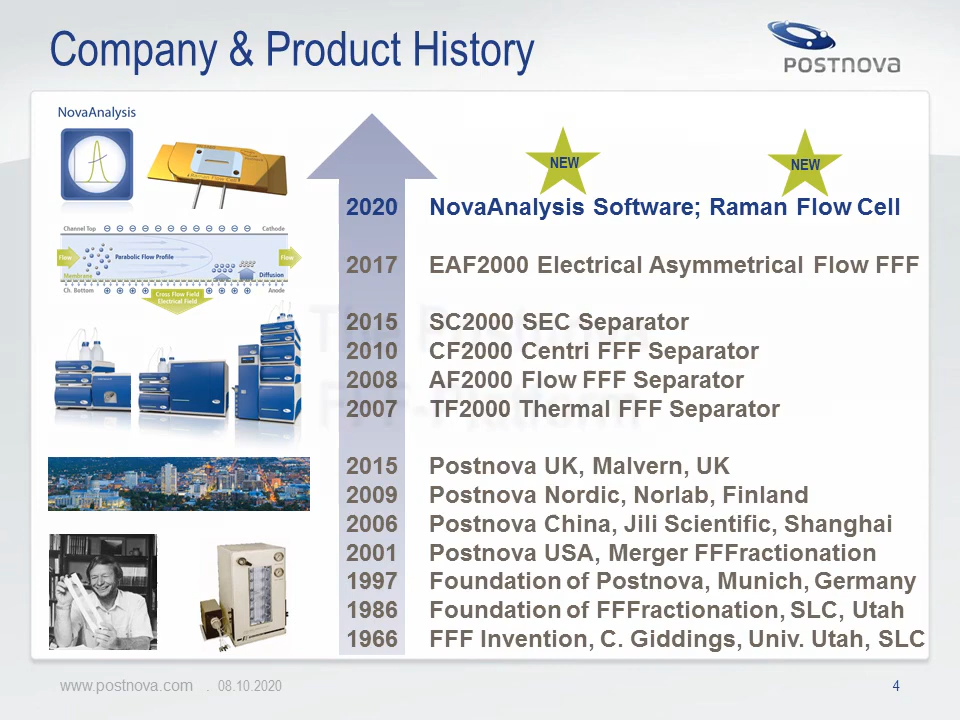 Company & Product History
POSTNOVA
NovaAnalysis
NEW
NEW
2020 NovaAnalysis Software; Raman Flow Cell
Channel Top
Cathode
Flow
Parabolic Flow Profile
Flow
Membrane
Diffusion
Ch. Bottom
Anode
Cross Flow Field
Electrical Field
2017 EAF2000 Electrical Asymmetrical Flow FFF
2015 SC2000 SEC Separator
2010 CF2000 Centri FFF Separator
2008 AF2000 Flow FFF Separator
2007 TF2000 Thermal FFF Separator
2015 Postnova UK, Malvern, UK
2009 Postnova Nordic, Norlab, Finland
2006 Postnova China, Jili Scientific, Shanghai
2001 Postnova USA, Merger FFFractionation
1997 Foundation of Postnova, Munich, Germany
1986 Foundation of FFFractionation, SLC, Utah
1966 FFF Invention, C. Giddings, Univ. Utah, SLC
www.postnova.com . 08.10.2020
4